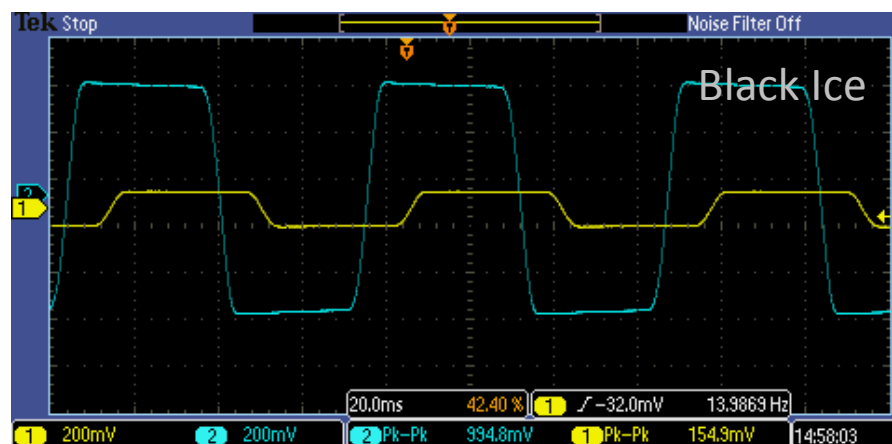 Tek Stop Noise Filter Off
T
T
Black Ice
2
1
20.0ms 42.40 % 1 ∫ -32.0mV 13.9869 Hz
1 200mV 2 200mV 2 Pk-Pk 994.8mV 1 Pk-Pk 154.9mV 14:58:03